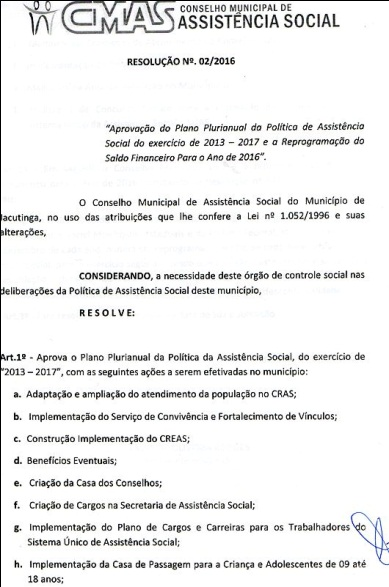 CMAS CONSELHO MUNICIPAL DE
ASSISTÊNCIA SOCIAL
RESOLUÇÃO Nº. 02/2016
"Aprovação do Plano Plurianual da Política de Assistência
Social do exercício de 2013 – 2017 e a Reprogramação do
Saldo Financeiro Para o Ano de 2016".
O Conselho Municipal de Assistência Social do Município de
Iacutinga, no uso das atribuições que lhe confere a Lei nº 1.052/1996 e suas
alterações,
CONSIDERANDO, a necessidade deste órgão de controle social nas
deliberações da Política de Assistência Social deste município,
R E S O L V E:
Art.1º - Aprova o Plano Plurianual da Política da Assistência Social, do exercício de
"2013 – 2017", com as seguintes ações a serem efetivadas no município:
a. Adaptação e ampliação do atendimento da população no CRAS;
b. Implementação do Serviço de Convivência e Fortalecimento de Vínculos;
c. Construção Implementação do CREAS;
d. Benefícios Eventuais;
e. Criação da Casa dos Conselhos;
f. Criação de Cargos na Secretaria de Assistência Social;
g. Implementação do Plano de Cargos e Carreiras para os Trabalhadores do
Sistema Único de Assistência Social;
h. Implementação da Casa de Passagem para a Criança e Adolescentes de 09 até
18 anos;